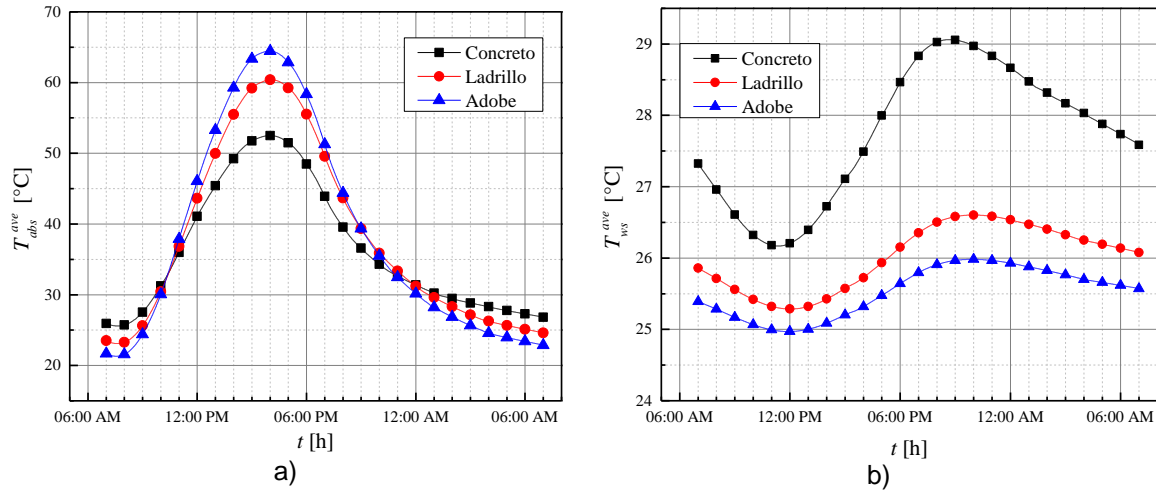 70
60
50
40
30
20
T_abs^ave [°C]
Concreto
Ladrillo
Adobe
06:00 AM 12:00 PM 06:00 PM 12:00 AM 06:00 AM
t [h]
a)
29
28
27
26
25
24
T_ws^ave [°C]
Concreto
Ladrillo
Adobe
06:00 AM 12:00 PM 06:00 PM 12:00 AM 06:00 AM
t [h]
b)